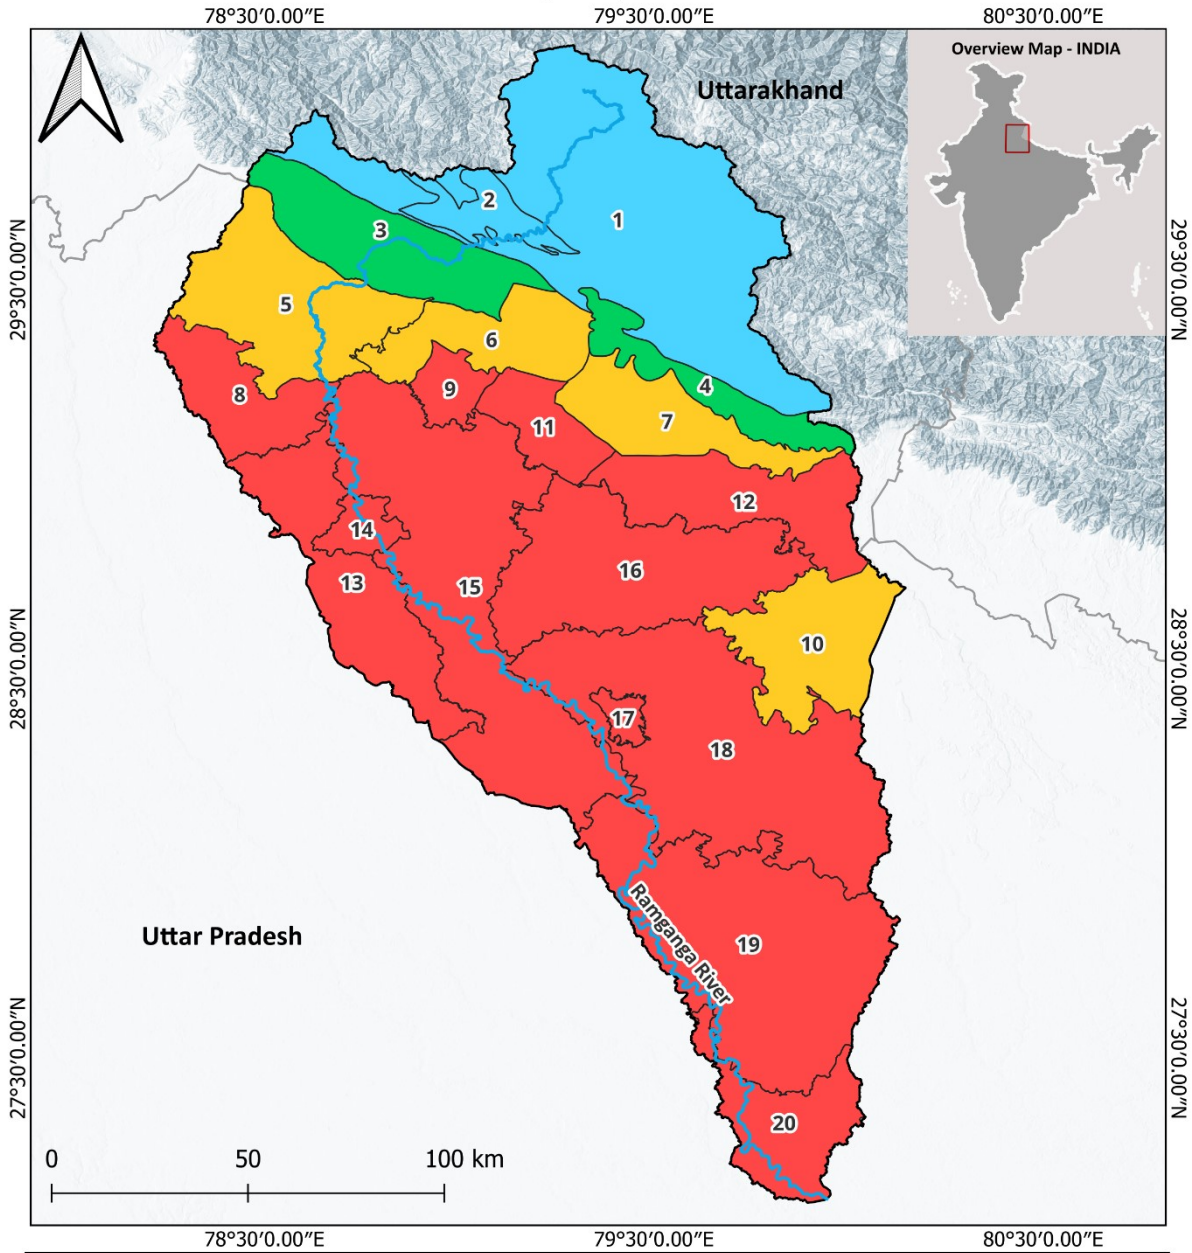 78°30′0.00″E 79°30′0.00″E 80°30′0.00″E
Overview Map - INDIA
Uttarakhand
29°30′0.00″N
29°30′0.00″N
1
2
3
4
5
6
7
8
9
10
11
12
13
14
15
16
17
18
19
20
28°30′0.00″N
28°30′0.00″N
Ramganga River
Uttar Pradesh
27°30′0.00″N
27°30′0.00″N
0 50 100 km
78°30′0.00″E 79°30′0.00″E 80°30′0.00″E